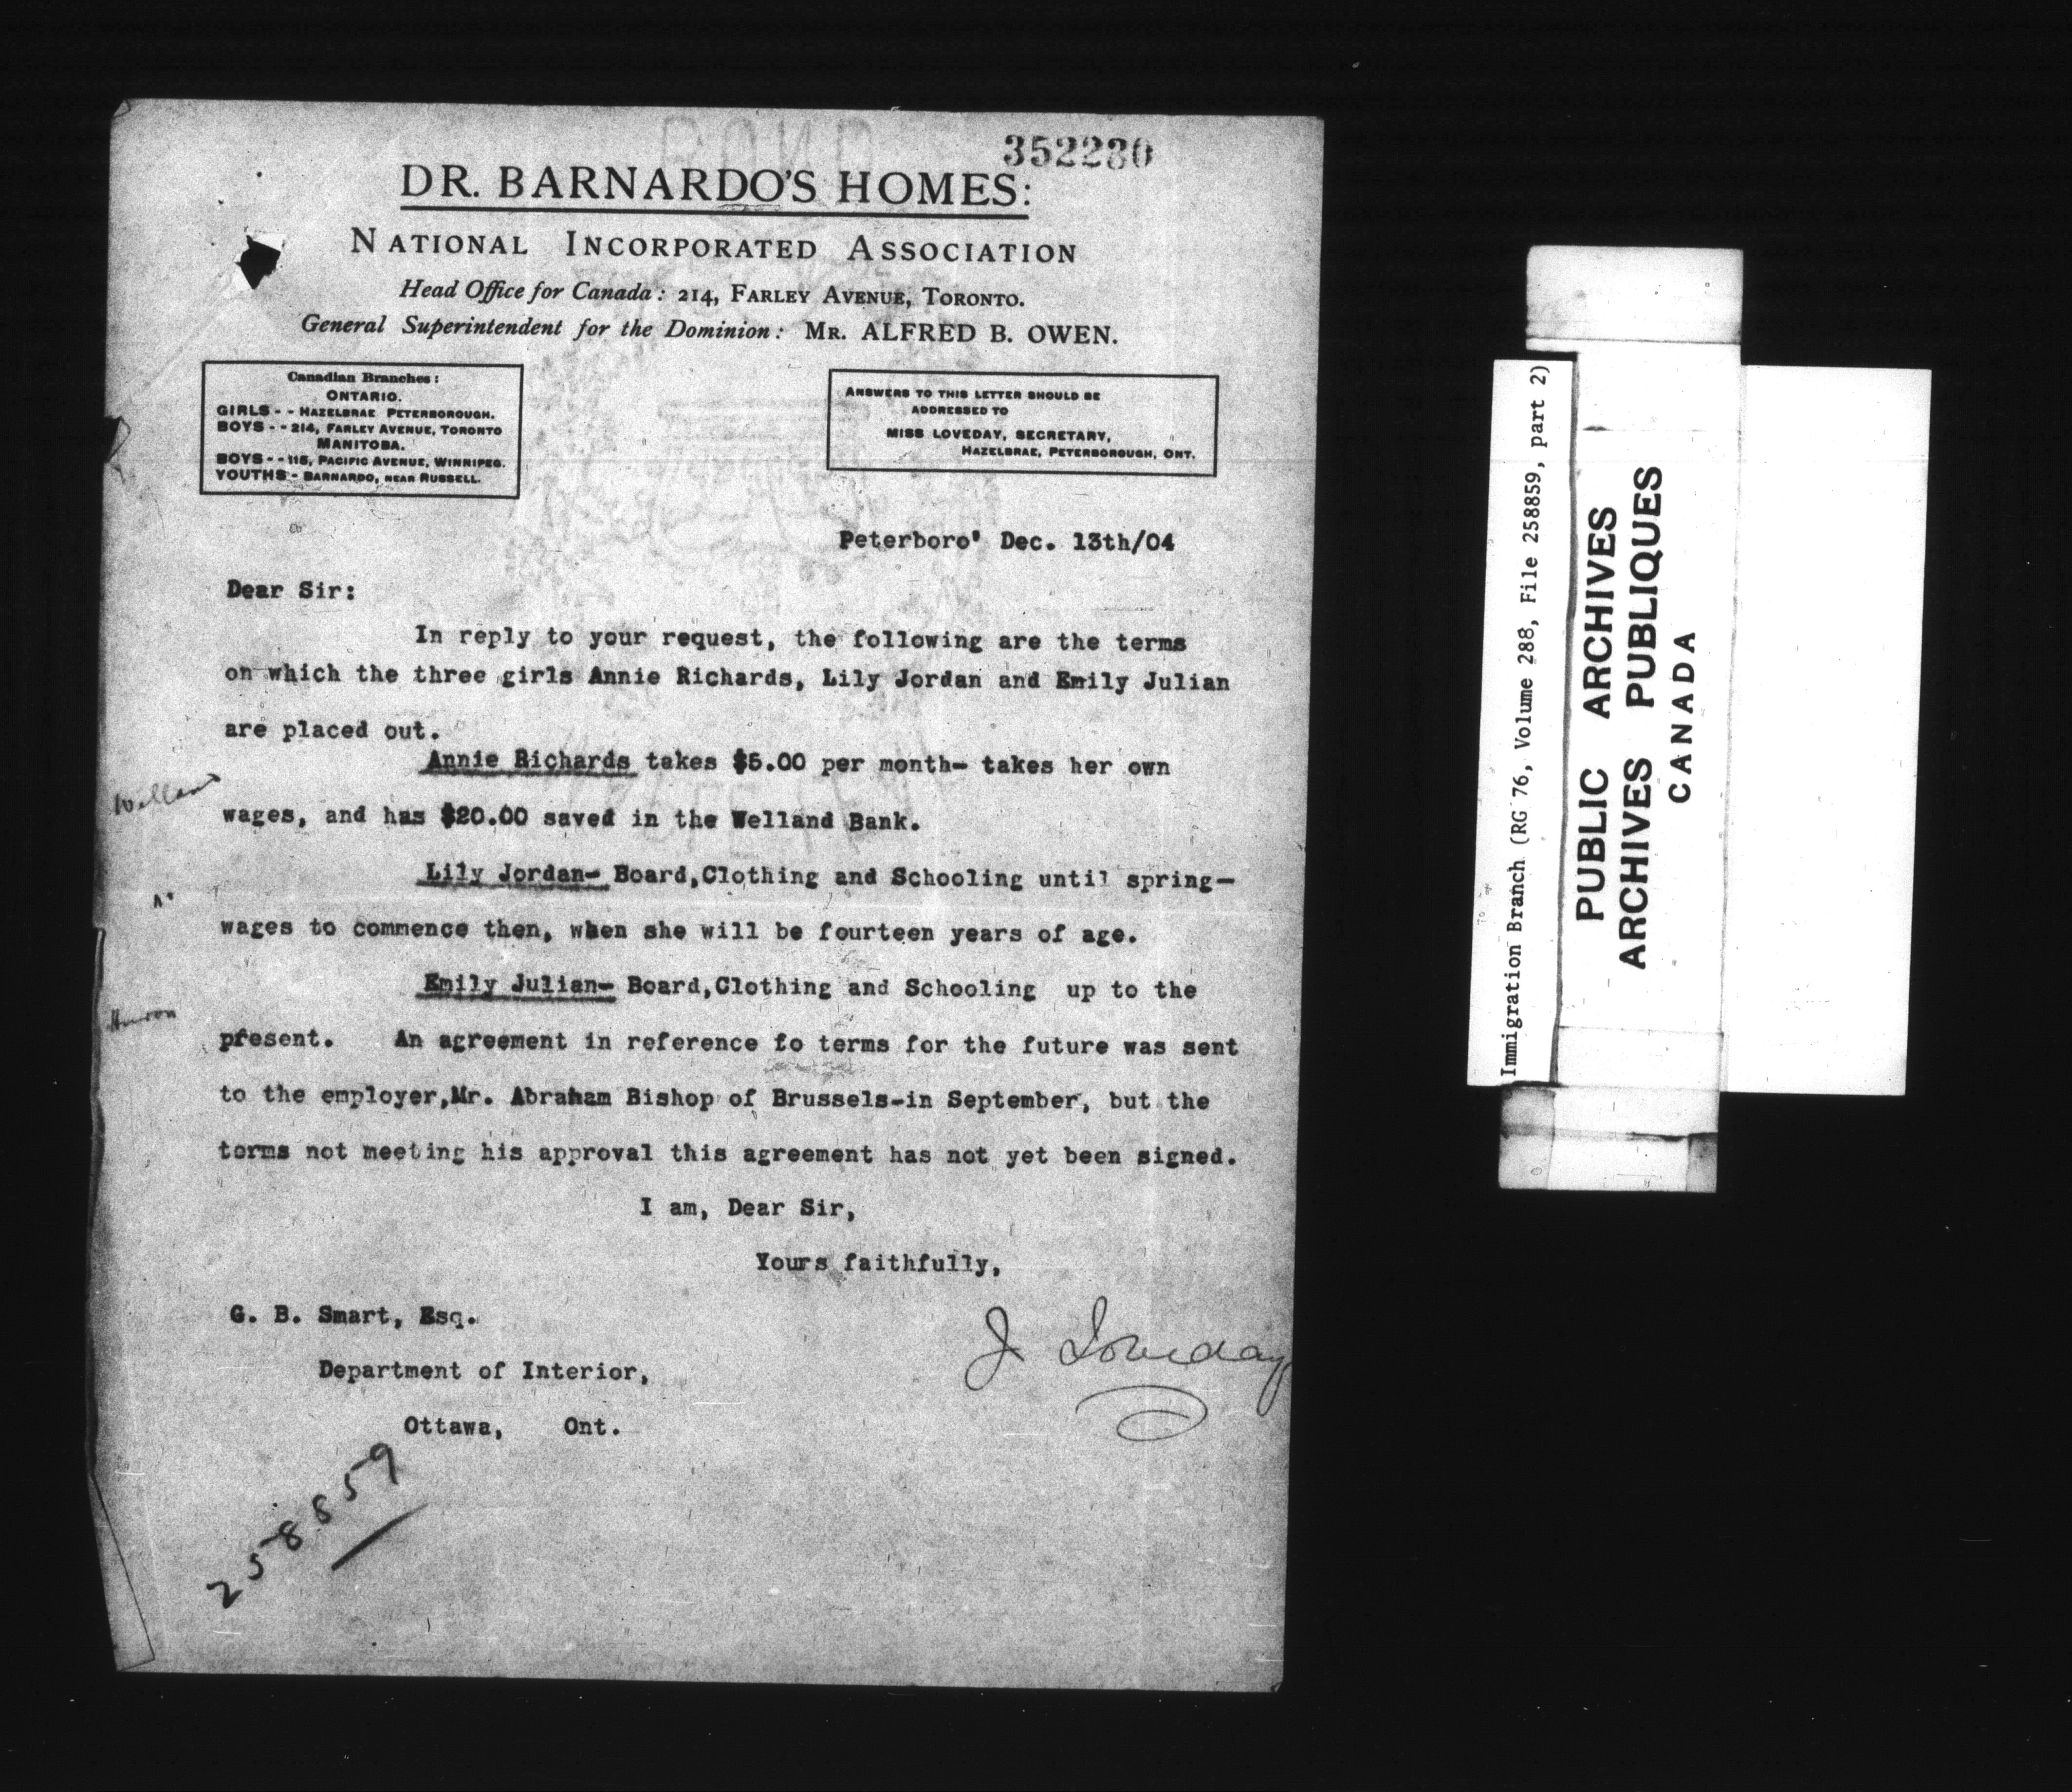 352230
DR. BARNARDO'S HOMES:
NATIONAL INCORPORATED ASSOCIATION
Head Office for Canada: 214, FARLEY AVENUE, TORONTO.
General Superintendent for the Dominion: MR. ALFRED B. OWEN.
Canadian Branches:
ONTARIO.
GIRLS - - HAZELBRAE PETERBOROUGH.
BOYS - - 214, FARLEY AVENUE, TORONTO
MANITOBA.
BOYS - - 115, PACIFIC AVENUE, WINNIPEG.
YOUTHS - BARNARDO, NEAR RUSSELL.
ANSWERS TO THIS LETTER SHOULD BE
ADDRESSED TO
MISS LOVEDAY, SECRETARY,
HAZELBRAE, PETERBOROUGH, ONT.
Peterboro' Dec. 13th/04
Dear Sir:
In reply to your request, the following are the terms
on which the three girls Annie Richards, Lily Jordan and Emily Julian
are placed out.
Annie Richards takes $5.00 per month- takes her own
Welland
wages, and has $20.00 saved in the Welland Bank.
Lily Jordan- Board,Clothing and Schooling until spring-
wages to commence then, when she will be fourteen years of age.
Emily Julian- Board,Clothing and Schooling up to the
Huron
present. An agreement in reference to terms for the future was sent
to the employer,Mr. Abraham Bishop of Brussels-in September, but the
terms not meeting his approval this agreement has not yet been signed.
I am, Dear Sir,
Yours faithfully,
G. B. Smart, Esq.
J Loveday
Department of Interior,
Ottawa, Ont.
258859
Immigration Branch (RG 76, Volume 288, File 258859, part 2)
PUBLIC ARCHIVES
ARCHIVES PUBLIQUES
CANADA